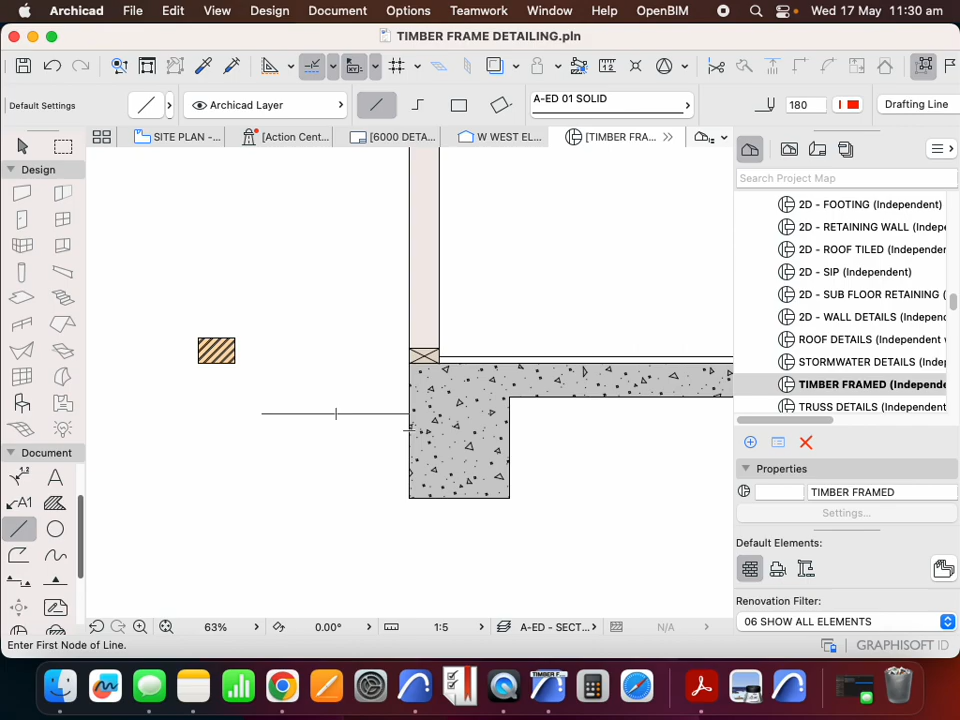 Archicad File Edit View Design Document Options Teamwork Window Help OpenBIM Wed 17 May 11:30 am
TIMBER FRAME DETAILING.pln
Default Settings
Archicad Layer
A-ED 01 SOLID
180
Drafting Line
SITE PLAN -...
[Action Cent...
[6000 DETA...
W WEST EL...
[TIMBER FRA...
Design
Search Project Map
2D - FOOTING (Independent)
2D - RETAINING WALL (Indepe
2D - ROOF TILED (Independer
2D - SIP (Independent)
2D - SUB FLOOR RETAINING (
2D - WALL DETAILS (Independ
ROOF DETAILS (Independent v
STORMWATER DETAILS (Indep
TIMBER FRAMED (Independe
TRUSS DETAILS (Independent
Document
Properties
TIMBER FRAMED
Settings...
Default Elements:
Renovation Filter:
06 SHOW ALL ELEMENTS
63%
0.00°
1:5
A-ED - SECT...
N/A
Enter First Node of Line.
GRAPHISOFT ID